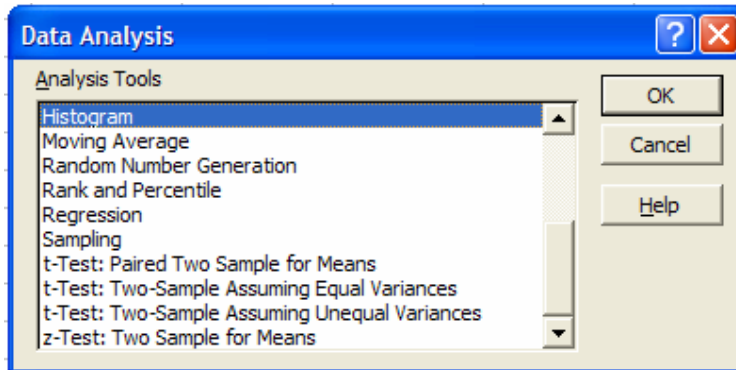 Data Analysis
Analysis Tools
Histogram
Moving Average
Random Number Generation
Rank and Percentile
Regression
Sampling
t-Test: Paired Two Sample for Means
t-Test: Two-Sample Assuming Equal Variances
t-Test: Two-Sample Assuming Unequal Variances
z-Test: Two Sample for Means
OK
Cancel
Help